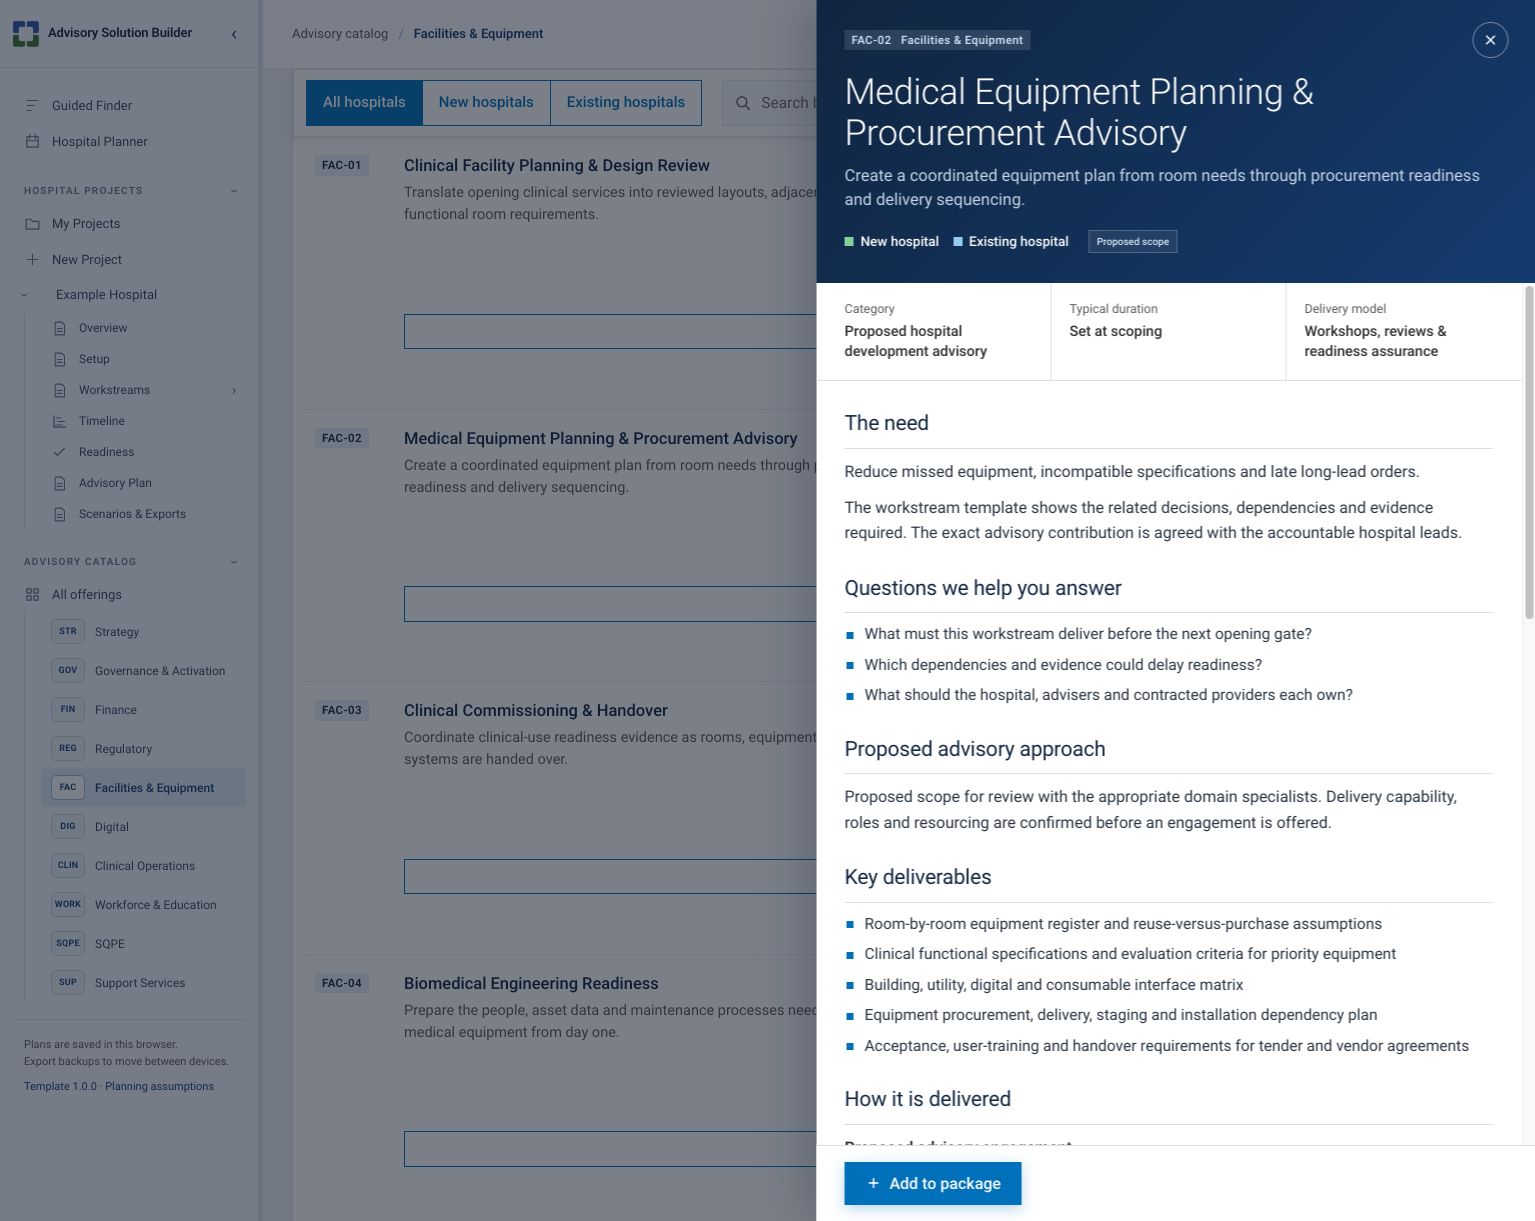 Advisory Solution Builder
Guided Finder
Hospital Planner
HOSPITAL PROJECTS
My Projects
New Project
Example Hospital
Overview
Setup
Workstreams
Timeline
Readiness
Advisory Plan
Scenarios & Exports
ADVISORY CATALOG
All offerings
STR Strategy
GOV Governance & Activation
FIN Finance
REG Regulatory
FAC Facilities & Equipment
DIG Digital
CLIN Clinical Operations
WORK Workforce & Education
SQPE SQPE
SUP Support Services
Plans are saved in this browser.
Export backups to move between devices.
Template 1.0.0 · Planning assumptions
Advisory catalog / Facilities & Equipment
All hospitals New hospitals Existing hospitals Search
FAC-01 Clinical Facility Planning & Design Review
Translate opening clinical services into reviewed layouts,
functional room requirements.
FAC-02 Medical Equipment Planning & Procurement Advisory
Create a coordinated equipment plan from room needs through
readiness and delivery sequencing.
FAC-03 Clinical Commissioning & Handover
Coordinate clinical-use readiness evidence as rooms, equipment
systems are handed over.
FAC-04 Biomedical Engineering Readiness
Prepare the people, asset data and maintenance processes
medical equipment from day one.
FAC-02 Facilities & Equipment
Medical Equipment Planning &
Procurement Advisory
Create a coordinated equipment plan from room needs through procurement readiness
and delivery sequencing.
New hospital Existing hospital Proposed scope
Category
Proposed hospital
development advisory
Typical duration
Set at scoping
Delivery model
Workshops, reviews &
readiness assurance
The need
Reduce missed equipment, incompatible specifications and late long-lead orders.
The workstream template shows the related decisions, dependencies and evidence
required. The exact advisory contribution is agreed with the accountable hospital leads.
Questions we help you answer
What must this workstream deliver before the next opening gate?
Which dependencies and evidence could delay readiness?
What should the hospital, advisers and contracted providers each own?
Proposed advisory approach
Proposed scope for review with the appropriate domain specialists. Delivery capability,
roles and resourcing are confirmed before an engagement is offered.
Key deliverables
Room-by-room equipment register and reuse-versus-purchase assumptions
Clinical functional specifications and evaluation criteria for priority equipment
Building, utility, digital and consumable interface matrix
Equipment procurement, delivery, staging and installation dependency plan
Acceptance, user-training and handover requirements for tender and vendor agreements
How it is delivered
+ Add to package